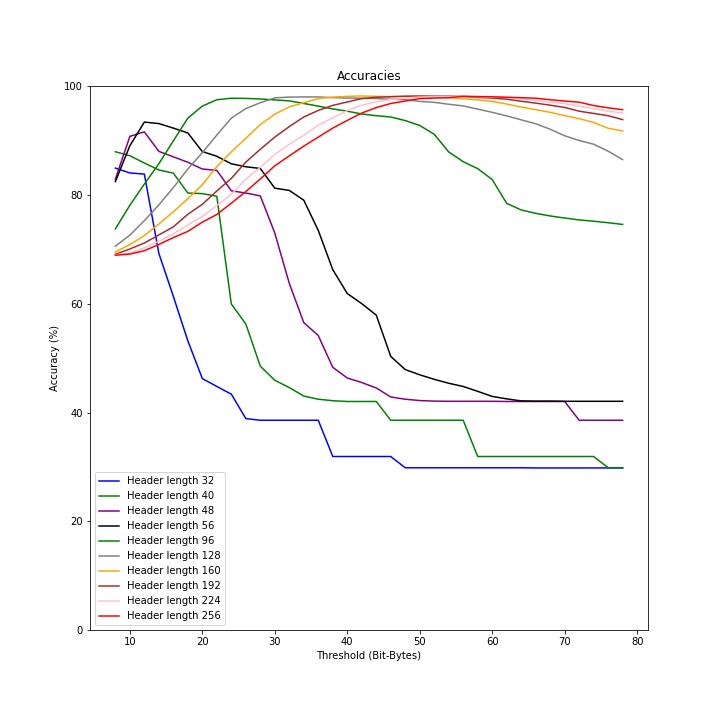 Accuracies
100
80
60
40
20
0
Accuracy (%)
Header length 32
Header length 40
Header length 48
Header length 56
Header length 96
Header length 128
Header length 160
Header length 192
Header length 224
Header length 256
10 20 30 40 50 60 70 80
Threshold (Bit-Bytes)